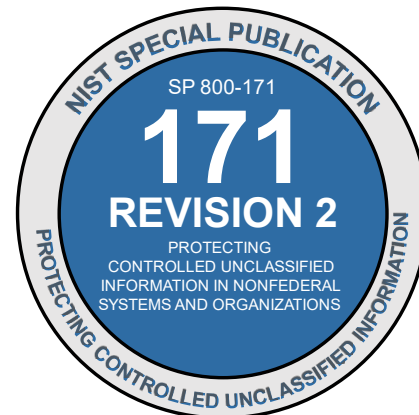 NIST SPECIAL PUBLICATION
SP 800-171
171
REVISION 2
PROTECTING
CONTROLLED UNCLASSIFIED
INFORMATION IN NONFEDERAL
SYSTEMS AND ORGANIZATIONS
PROTECTING CONTROLLED UNCLASSIFIED INFORMATION